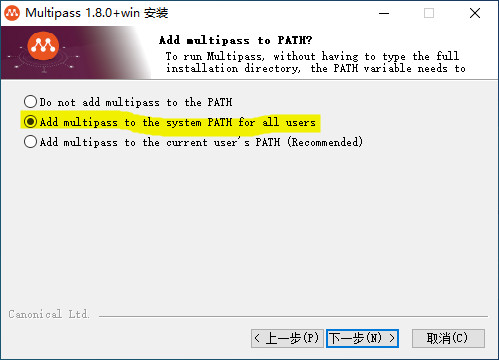 Multipass 1.8.0+win 安装
Add multipass to PATH?
To run Multipass, without having to type the full
installation directory, the PATH variable needs to
Do not add multipass to the PATH
Add multipass to the system PATH for all users
Add multipass to the current user's PATH (Recommended)
Canonical Ltd.
< 上一步(P) 下一步(N) > 取消(C)